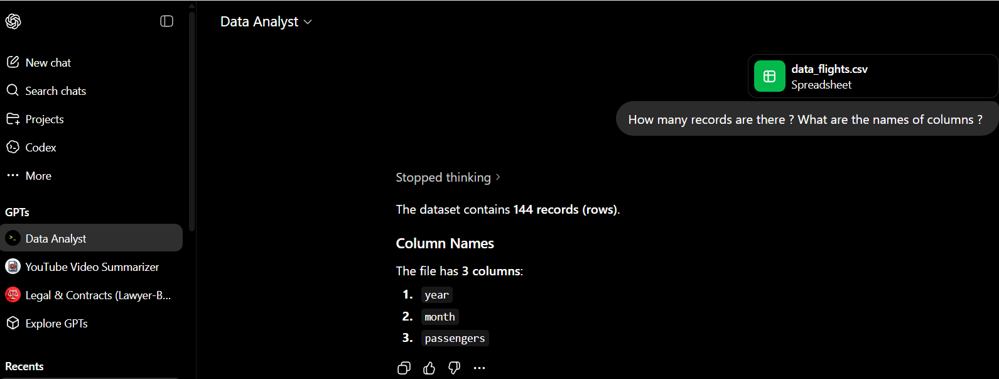 Data Analyst
New chat
Search chats
Projects
Codex
More
GPTs
Data Analyst
YouTube Video Summarizer
Legal & Contracts (Lawyer-B...
Explore GPTs
Recents
data_flights.csv
Spreadsheet
How many records are there ? What are the names of columns ?
Stopped thinking
The dataset contains 144 records (rows).
Column Names
The file has 3 columns:
1. year
2. month
3. passengers